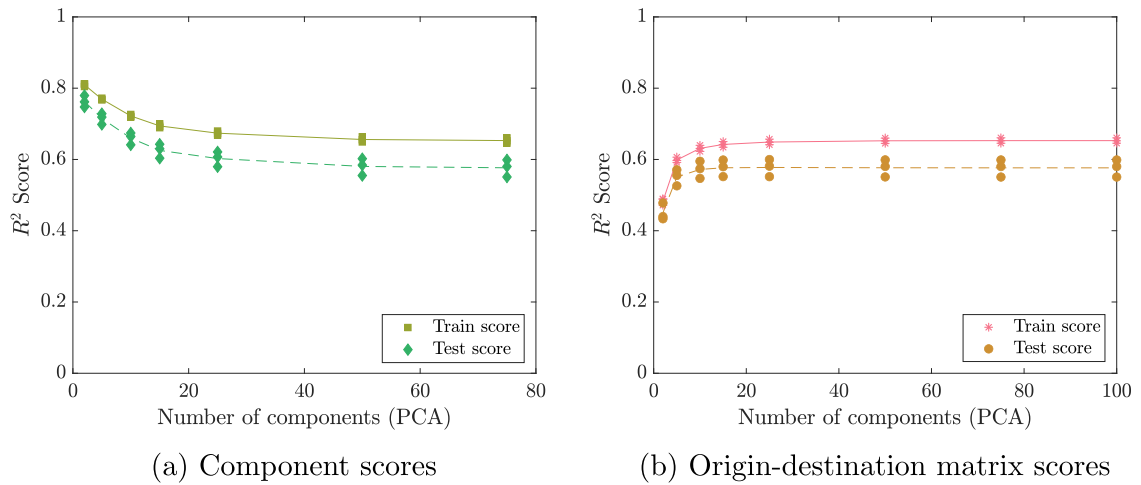 1
0.8
0.6
0.4
0.2
0
R² Score
0 20 40 60 80
Number of components (PCA)
Train score
Test score
(a) Component scores
1
0.8
0.6
0.4
0.2
0
R² Score
0 20 40 60 80 100
Number of components (PCA)
Train score
Test score
(b) Origin-destination matrix scores